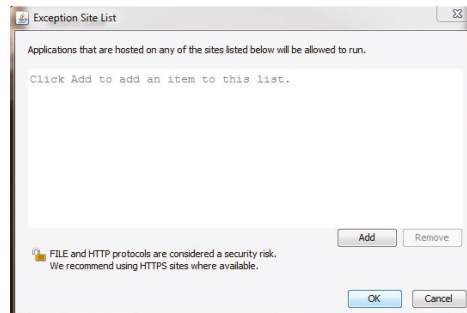 Exception Site List
Applications that are hosted on any of the sites listed below will be allowed to run.
Click Add to add an item to this list.
Add
Remove
FILE and HTTP protocols are considered a security risk.
We recommend using HTTPS sites where available.
OK
Cancel